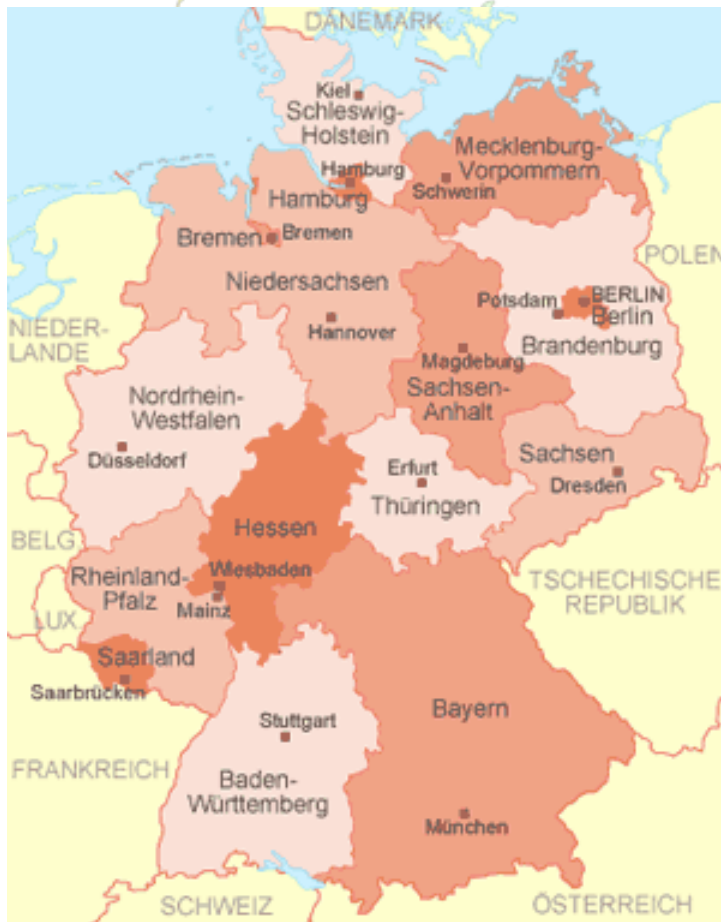 DÄNEMARK
Kiel
Schleswig-
Holstein
Mecklenburg-
Vorpommern
Hamburg
Schwerin
Hamburg
Bremen
Bremen
POLEN
Niedersachsen
Potsdam
BERLIN
Berlin
NIEDER-
LANDE
Hannover
Brandenburg
Magdeburg
Sachsen-
Anhalt
Nordrhein-
Westfalen
Düsseldorf
Sachsen
Dresden
Erfurt
Thüringen
Hessen
BELG
Wiesbaden
Rheinland-
Pfalz
Mainz
TSCHECHISCHE
REPUBLIK
LUX.
Saarland
Saarbrücken
Bayern
Stuttgart
FRANKREICH
Baden-
Württemberg
München
SCHWEIZ
ÖSTERREICH